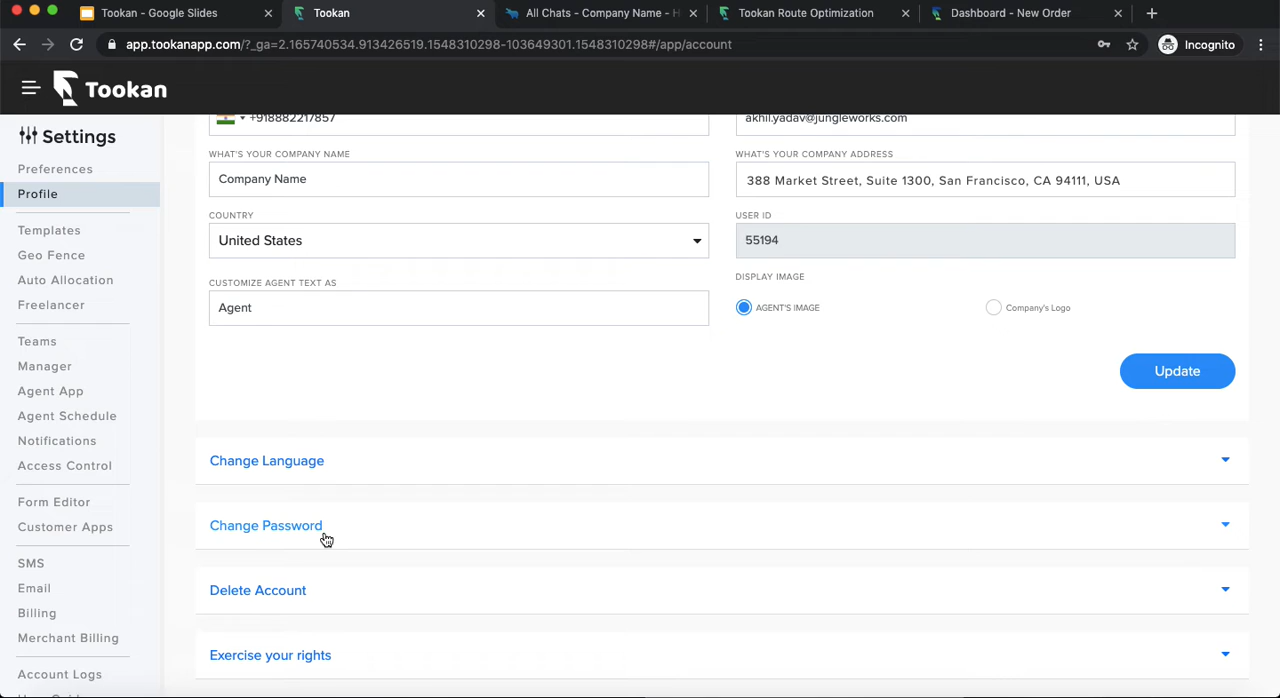 Tookan - Google Slides
Tookan
All Chats - Company Name - H
Tookan Route Optimization
Dashboard - New Order
app.tookanapp.com/?_ga=2.165740534.913426519.1548310298-103649301.1548310298#/app/account
Incognito
Tookan
Settings
Preferences
Profile
Templates
Geo Fence
Auto Allocation
Freelancer
Teams
Manager
Agent App
Agent Schedule
Notifications
Access Control
Form Editor
Customer Apps
SMS
Email
Billing
Merchant Billing
Account Logs
+918882217857
akhil.yadav@jungleworks.com
WHAT'S YOUR COMPANY NAME
WHAT'S YOUR COMPANY ADDRESS
Company Name
388 Market Street, Suite 1300, San Francisco, CA 94111, USA
COUNTRY
USER ID
United States
55194
CUSTOMIZE AGENT TEXT AS
DISPLAY IMAGE
Agent
AGENT'S IMAGE
Company's Logo
Update
Change Language
Change Password
Delete Account
Exercise your rights